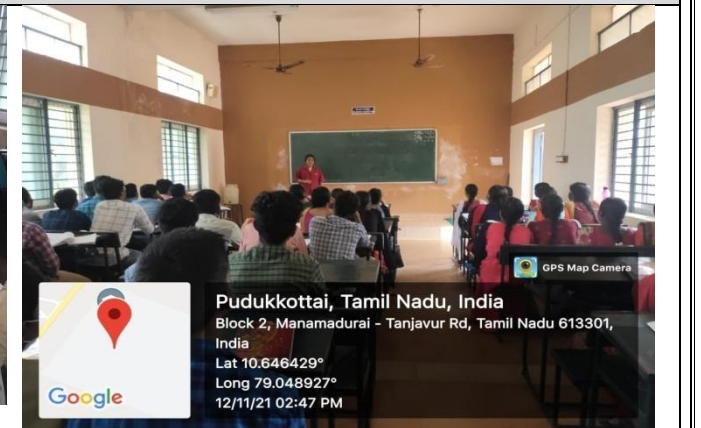 GPS Map Camera
Pudukkottai, Tamil Nadu, India
Block 2, Manamadurai - Tanjavur Rd, Tamil Nadu 613301,
India
Lat 10.646429°
Long 79.048927°
12/11/21 02:47 PM
Google